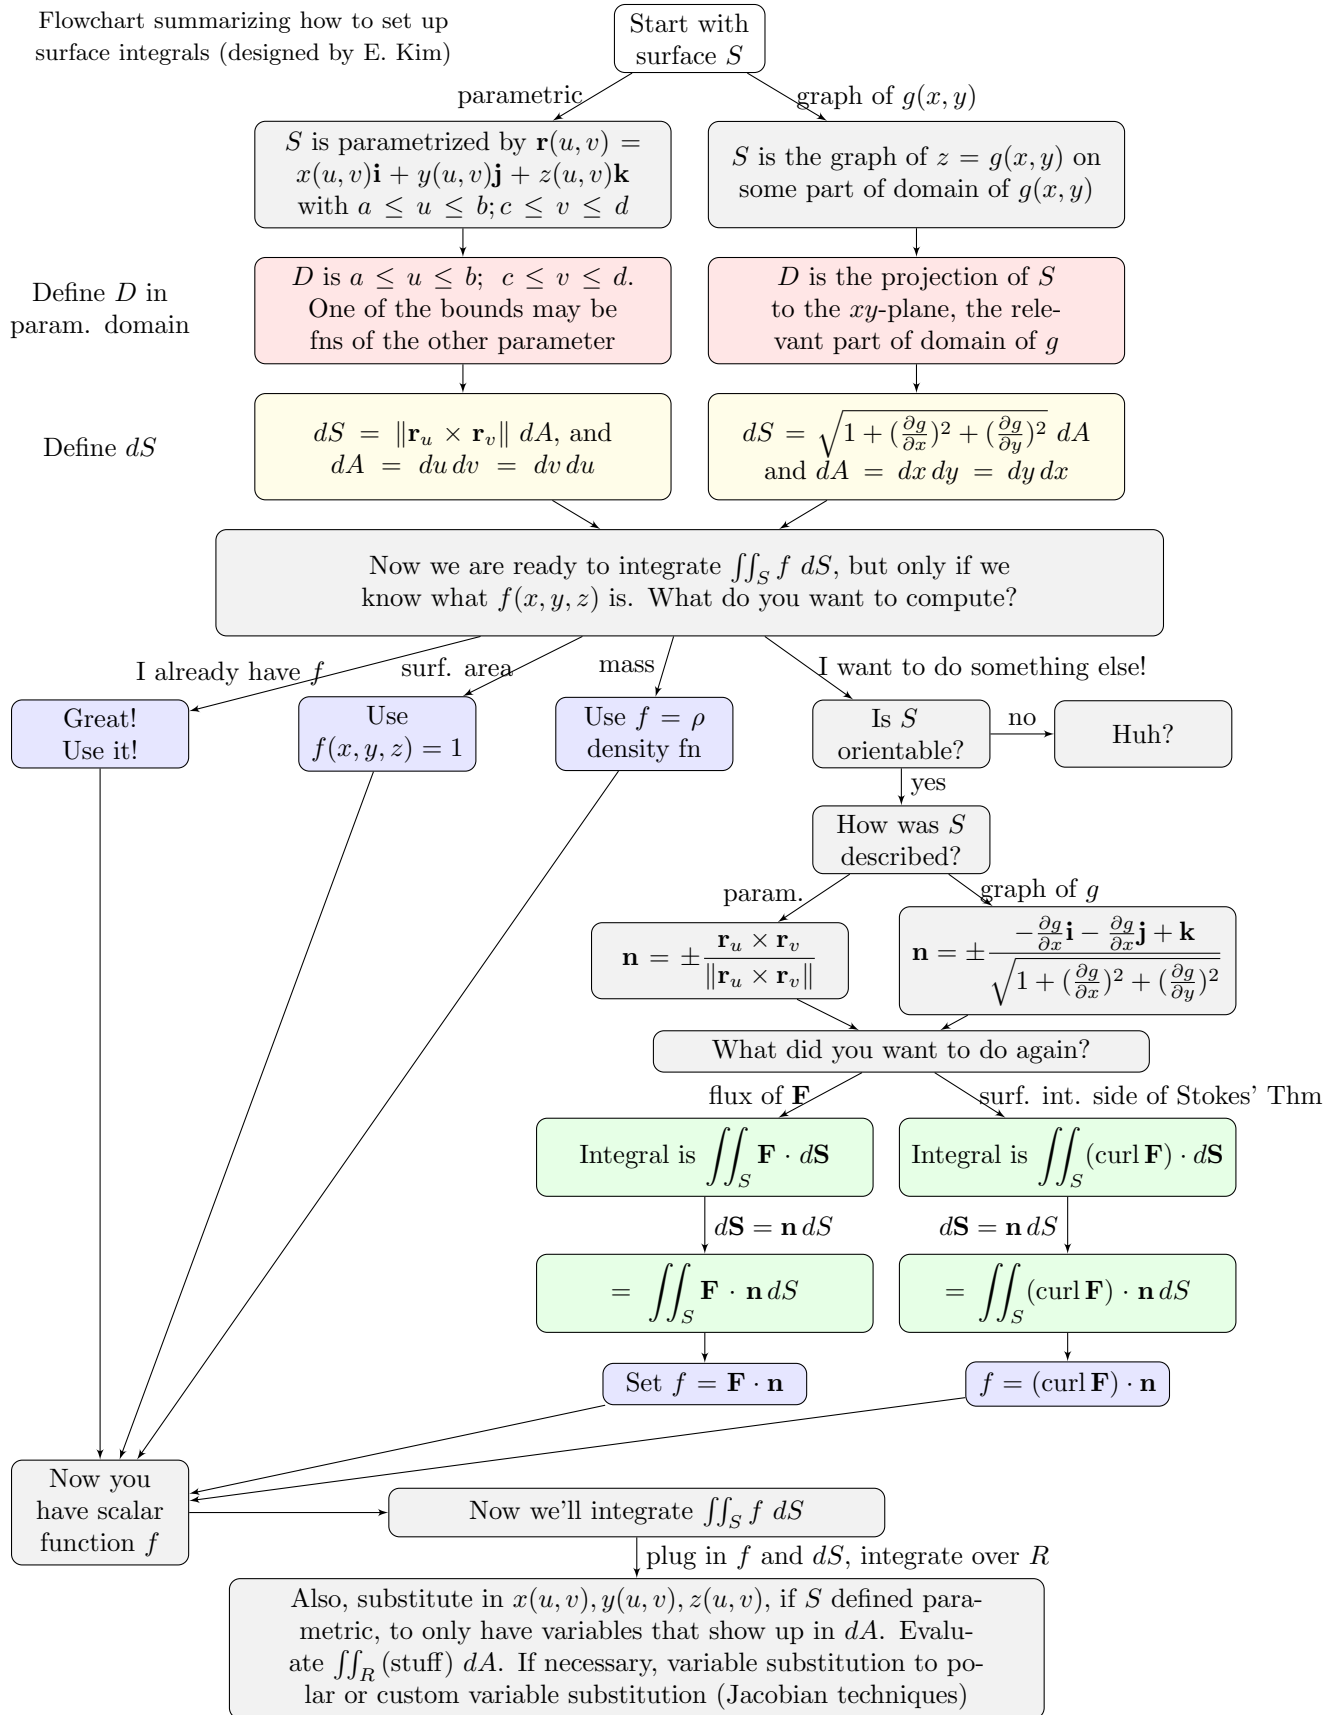 Flowchart summarizing how to set up
surface integrals (designed by E. Kim)
Start with
surface S
parametric
graph of g(x, y)
S is parametrized by r(u, v) =
x(u, v)i + y(u, v)j + z(u, v)k
with a ≤ u ≤ b; c ≤ v ≤ d
S is the graph of z = g(x, y) on
some part of domain of g(x, y)
Define D in
param. domain
D is a ≤ u ≤ b; c ≤ v ≤ d.
One of the bounds may be
fns of the other parameter
D is the projection of S
to the xy-plane, the rele-
vant part of domain of g
Define dS
dS = ‖r_u × r_v‖ dA, and
dA = du dv = dv du
dS = √(1 + (∂g/∂x)² + (∂g/∂y)²) dA
and dA = dx dy = dy dx
Now we are ready to integrate ∬_S f dS, but only if we
know what f(x, y, z) is. What do you want to compute?
I already have f
surf. area
mass
I want to do something else!
Great!
Use it!
Use
f(x, y, z) = 1
Use f = ρ
density fn
Is S
orientable?
no
Huh?
yes
How was S
described?
param.
graph of g
n = ± (r_u × r_v)/‖r_u × r_v‖
n = ± (−∂g/∂x i − ∂g/∂x j + k)/√(1 + (∂g/∂x)² + (∂g/∂y)²)
What did you want to do again?
flux of F
surf. int. side of Stokes' Thm
Integral is ∬_S F · dS
Integral is ∬_S (curl F) · dS
dS = n dS
dS = n dS
= ∬_S F · n dS
= ∬_S (curl F) · n dS
Set f = F · n
f = (curl F) · n
Now you
have scalar
function f
Now we'll integrate ∬_S f dS
plug in f and dS, integrate over R
Also, substitute in x(u, v), y(u, v), z(u, v), if S defined para-
metric, to only have variables that show up in dA. Evalu-
ate ∬_R (stuff) dA. If necessary, variable substitution to po-
lar or custom variable substitution (Jacobian techniques)